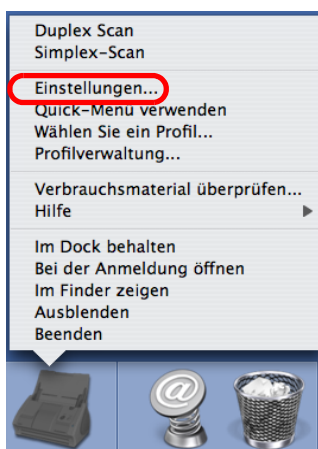 Duplex Scan
Simplex-Scan
Einstellungen...
Quick-Menü verwenden
Wählen Sie ein Profil...
Profilverwaltung...
Verbrauchsmaterial überprüfen...
Hilfe
Im Dock behalten
Bei der Anmeldung öffnen
Im Finder zeigen
Ausblenden
Beenden
@